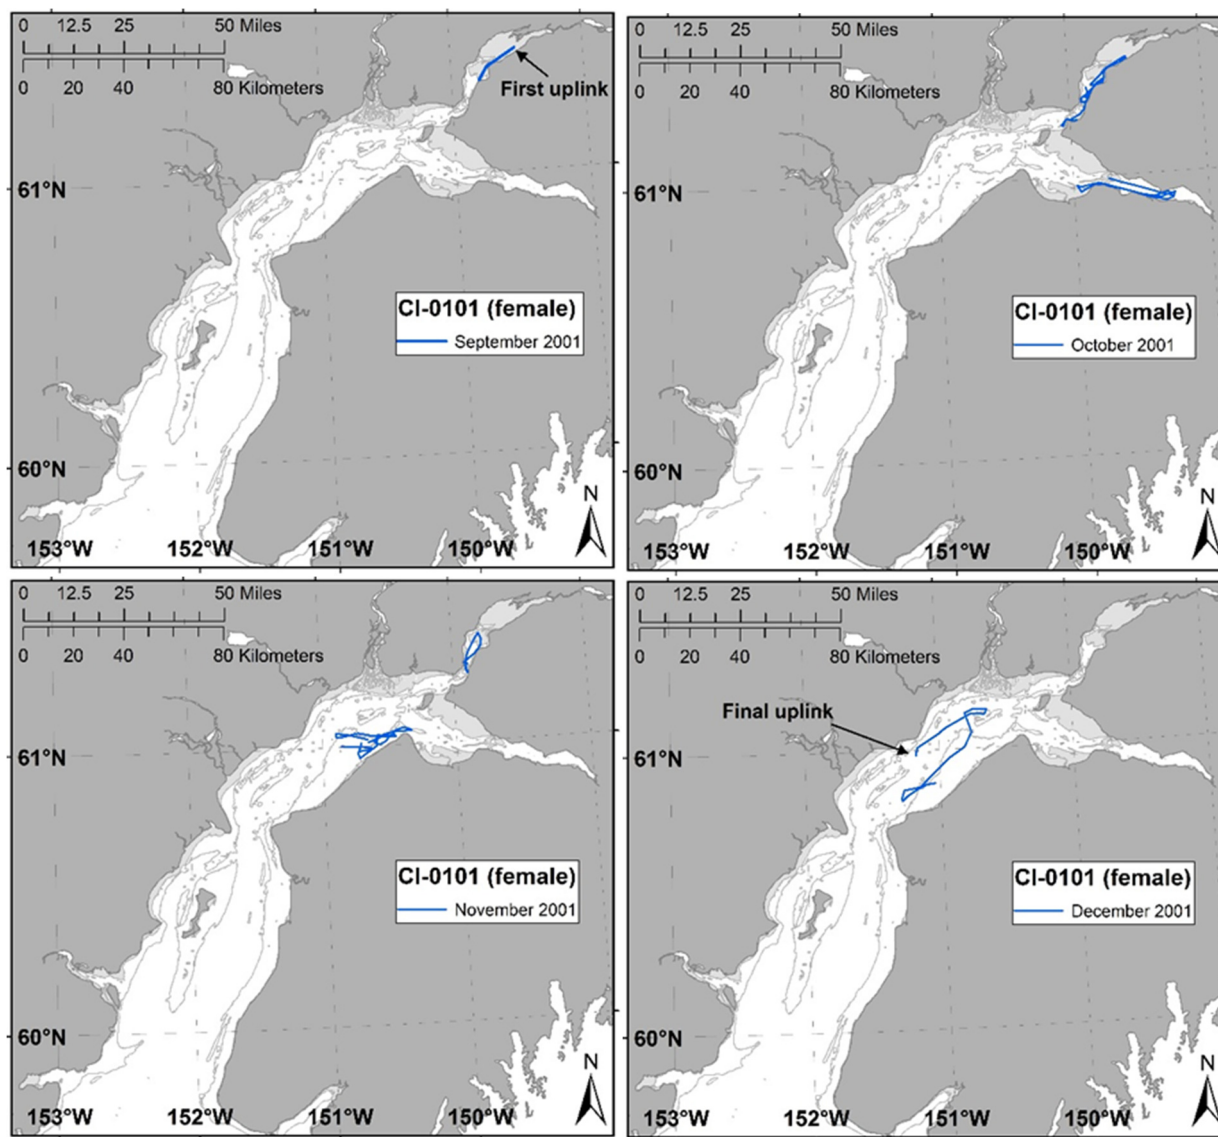 0 12.5 25 50 Miles
0 20 40 80 Kilometers
First uplink
61°N
CI-0101 (female)
September 2001
60°N
N
153°W 152°W 151°W 150°W
0 12.5 25 50 Miles
0 20 40 80 Kilometers
61°N
CI-0101 (female)
October 2001
60°N
N
153°W 152°W 151°W 150°W
0 12.5 25 50 Miles
0 20 40 80 Kilometers
61°N
CI-0101 (female)
November 2001
60°N
N
153°W 152°W 151°W 150°W
0 12.5 25 50 Miles
0 20 40 80 Kilometers
Final uplink
61°N
CI-0101 (female)
December 2001
60°N
N
153°W 152°W 151°W 150°W